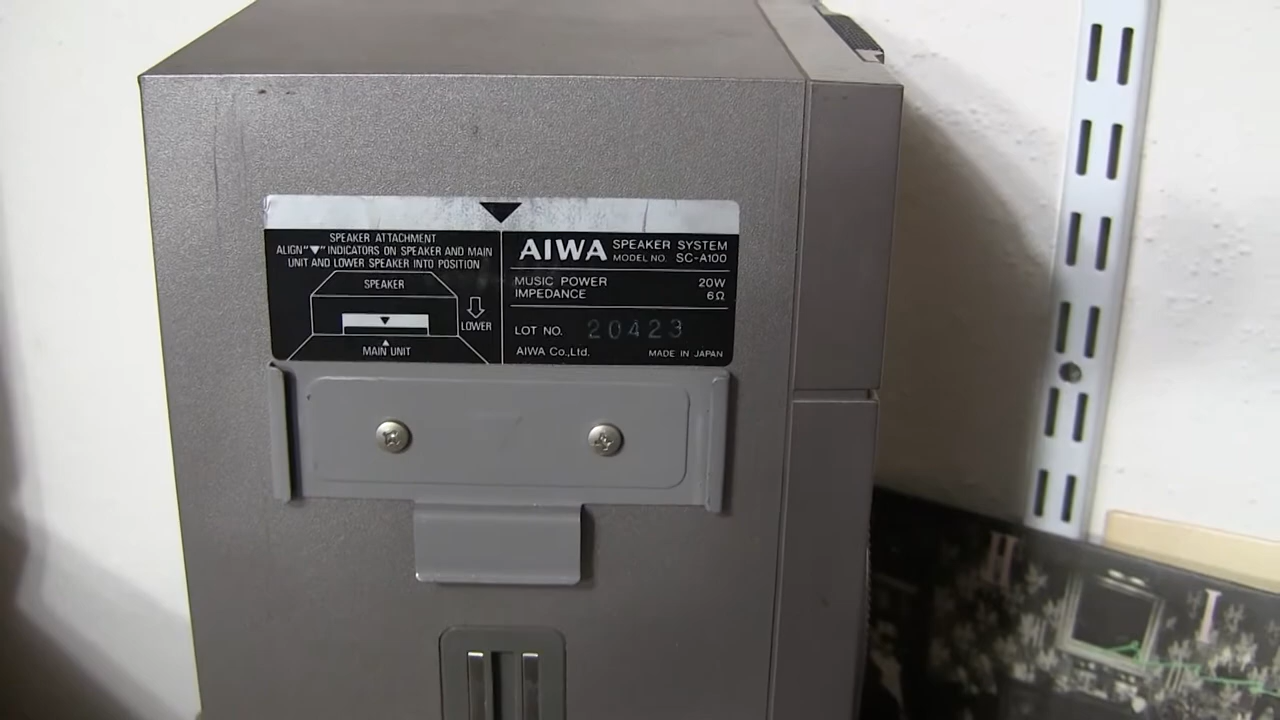 SPEAKER ATTACHMENT
ALIGN "▼" INDICATORS ON SPEAKER AND MAIN
UNIT AND LOWER SPEAKER INTO POSITION
SPEAKER
LOWER
MAIN UNIT
AIWA SPEAKER SYSTEM
MODEL NO. SC-A100
MUSIC POWER 20W
IMPEDANCE 6Ω
LOT NO. 20423
AIWA Co.,Ltd. MADE IN JAPAN
H I